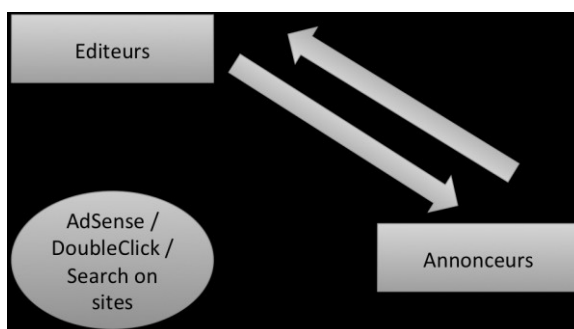 Editeurs
AdSense /
DoubleClick /
Search on
sites
Annonceurs